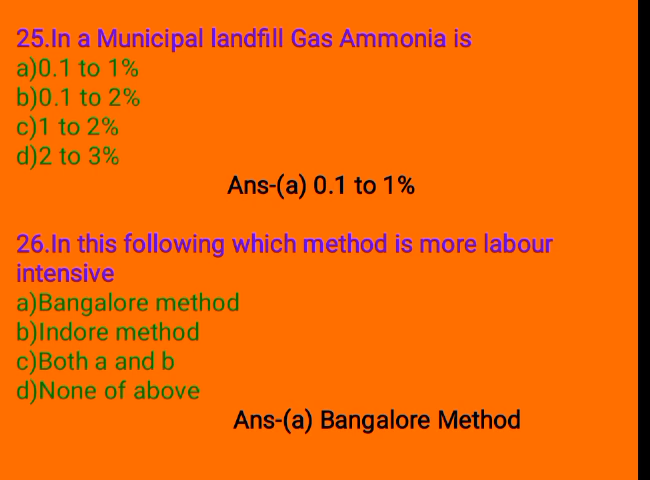 25.In a Municipal landfill Gas Ammonia is
a)0.1 to 1%
b)0.1 to 2%
c)1 to 2%
d)2 to 3%
Ans-(a) 0.1 to 1%
26.In this following which method is more labour
intensive
a)Bangalore method
b)Indore method
c)Both a and b
d)None of above
Ans-(a) Bangalore Method